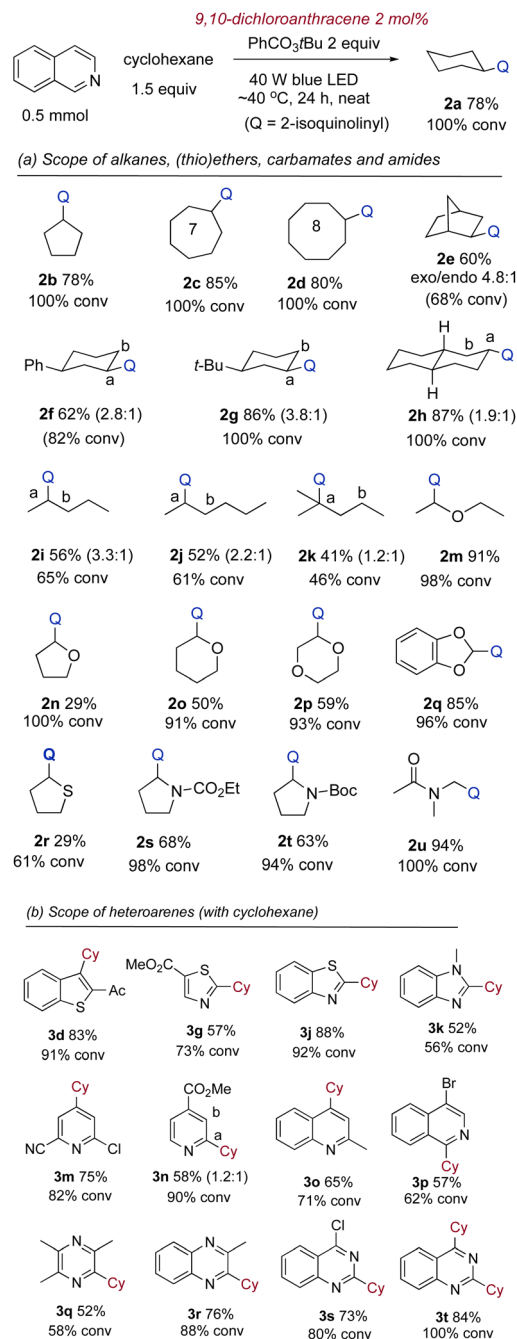 9,10-dichloroanthracene 2 mol%
PhCO3tBu 2 equiv
cyclohexane
1.5 equiv
N
0.5 mmol
40 W blue LED
~40 °C, 24 h, neat
(Q = 2-isoquinolinyl)
Q
2a 78%
100% conv
(a) Scope of alkanes, (thio)ethers, carbamates and amides
Q Q Q Q
7 8
2b 78% 2c 85% 2d 80% 2e 60%
100% conv 100% conv 100% conv exo/endo 4.8:1
(68% conv)
Ph b Q a
t-Bu b Q a
H b a Q H
2f 62% (2.8:1) 2g 86% (3.8:1) 2h 87% (1.9:1)
(82% conv) 100% conv 100% conv
Q a b Q a b Q a b Q O
2i 56% (3.3:1) 2j 52% (2.2:1) 2k 41% (1.2:1) 2m 91%
65% conv 61% conv 46% conv 98% conv
Q O Q O Q O O O O Q
2n 29% 2o 50% 2p 59% 2q 85%
100% conv 91% conv 93% conv 96% conv
Q S Q N CO2Et Q N Boc O N Me Q
2r 29% 2s 68% 2t 63% 2u 94%
61% conv 98% conv 94% conv 100% conv
(b) Scope of heteroarenes (with cyclohexane)
Cy Ac S MeO2C S N Cy S N Cy N N Cy
3d 83% 3g 57% 3j 88% 3k 52%
91% conv 73% conv 92% conv 56% conv
Cy NC N Cl CO2Me b a N Cy Cy N Br N Cy
3m 75% 3n 58% (1.2:1) 3o 65% 3p 57%
82% conv 90% conv 71% conv 62% conv
N N Cy N N Cy Cl N N Cy Cy N N Cy
3q 52% 3r 76% 3s 73% 3t 84%
58% conv 88% conv 80% conv 100% conv